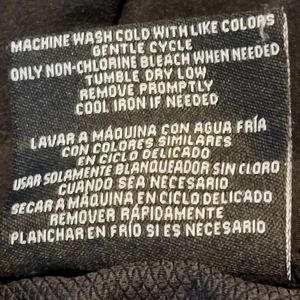 MACHINE WASH COLD WITH LIKE COLORS
GENTLE CYCLE
ONLY NON-CHLORINE BLEACH WHEN NEEDED
TUMBLE DRY LOW
REMOVE PROMPTLY
COOL IRON IF NEEDED
LAVAR A MÁQUINA CON AGUA FRÍA
CON COLORES SIMILARES
EN CICLO DELICADO
USAR SOLAMENTE BLANQUEADOR SIN CLORO
CUANDO SEA NECESARIO
SECAR A MÁQUINA EN CICLO DELICADO
REMOVER RÁPIDAMENTE
PLANCHAR EN FRÍO SI ES NECESARIO